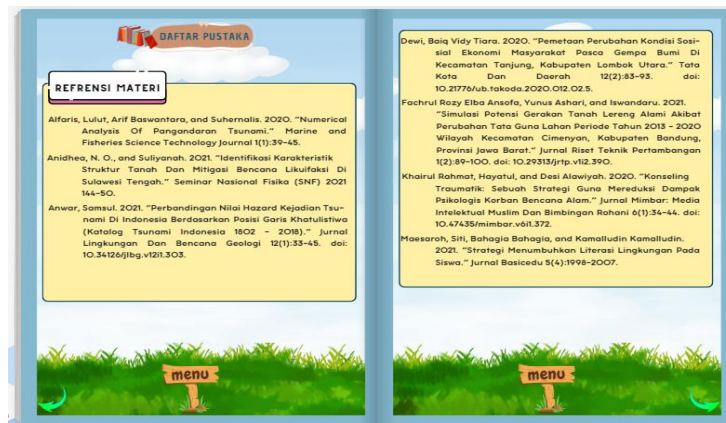 DAFTAR PUSTAKA
REFRENSI MATERI
Alfaris, Lulut, Arif Baswantara, and Suhernalis. 2020. "Numerical
Analysis Of Pangandaran Tsunami." Marine and
Fisheries Science Technology Journal 1(1):39-45.
Anidhea, N. O., and Suliyanah. 2021. "Identifikasi Karakteristik
Struktur Tanah Dan Mitigasi Bencana Likuifaksi Di
Sulawesi Tengah." Seminar Nasional Fisika (SNF) 2021
144-50.
Anwar, Samsul. 2021. "Perbandingan Nilai Hazard Kejadian Tsu-
nami Di Indonesia Berdasarkan Posisi Garis Khatulistiwa
(Katalog Tsunami Indonesia 1802 - 2018)." Jurnal
Lingkungan Dan Bencana Geologi 12(1):33-45. doi:
10.34126/jlbg.v12i1.303.
menu
Dewi, Baiq Vidy Tiara. 2020. "Pemetaan Perubahan Kondisi Sosi-
sial Ekonomi Masyarakat Pasca Gempa Bumi Di
Kecamatan Tanjung, Kabupaten Lombok Utara." Tata
Kota Dan Daerah 12(2):83-93. doi:
10.21776/ub.takoda.2020.012.02.5.
Fachrul Rozy Elba Ansofa, Yunus Ashari, and Iswandaru. 2021.
"Simulasi Potensi Gerakan Tanah Lereng Alami Akibat
Perubahan Tata Guna Lahan Periode Tahun 2013 - 2020
Wilayah Kecamatan Cimenyan, Kabupaten Bandung,
Provinsi Jawa Barat." Jurnal Riset Teknik Pertambangan
1(2):89-100. doi: 10.29313/jrtp.v1i2.390.
Khairul Rahmat, Hayatul, and Desi Alawiyah. 2020. "Konseling
Traumatik: Sebuah Strategi Guna Mereduksi Dampak
Psikologis Korban Bencana Alam." Jurnal Mimbar: Media
Intelektual Muslim Dan Bimbingan Rohani 6(1):34-44. doi:
10.47435/mimbar.v6i1.372.
Maesaroh, Siti, Bahagia Bahagia, and Kamalludin Kamalludin.
2021. "Strategi Menumbuhkan Literasi Lingkungan Pada
Siswa." Jurnal Basicedu 5(4):1998-2007.
menu